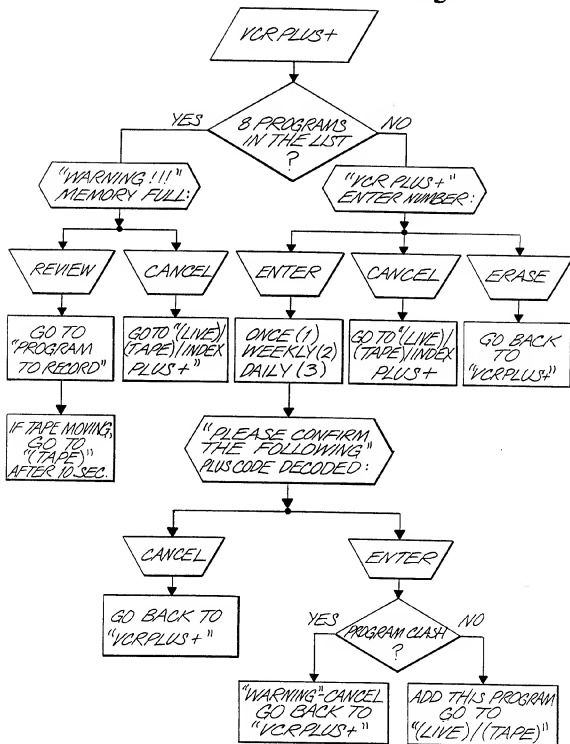 VCR PLUS+
YES
8 PROGRAMS
IN THE LIST
?
NO
"WARNING!!!"
MEMORY FULL:
"VCR PLUS+"
ENTER NUMBER:
REVIEW
CANCEL
ENTER
CANCEL
ERASE
GO TO
"PROGRAM
TO RECORD"
GO TO "(LIVE)/
(TAPE)/INDEX
PLUS+"
ONCE (1)
WEEKLY (2)
DAILY (3)
GO TO "(LIVE)/
(TAPE)/INDEX
PLUS+
GO BACK
TO
"VCRPLUS+"
IF TAPE MOVING,
GO TO
"(TAPE)"
AFTER 10 SEC.
"PLEASE CONFIRM
THE FOLLOWING"
PLUSCODE DECODED:
CANCEL
ENTER
GO BACK TO
"VCRPLUS+"
YES
PROGRAM CLASH
?
NO
"WARNING"-CANCEL
GO BACK TO
"VCRPLUS+"
ADD THIS PROGRAM
GO TO
"(LIVE)/(TAPE)"